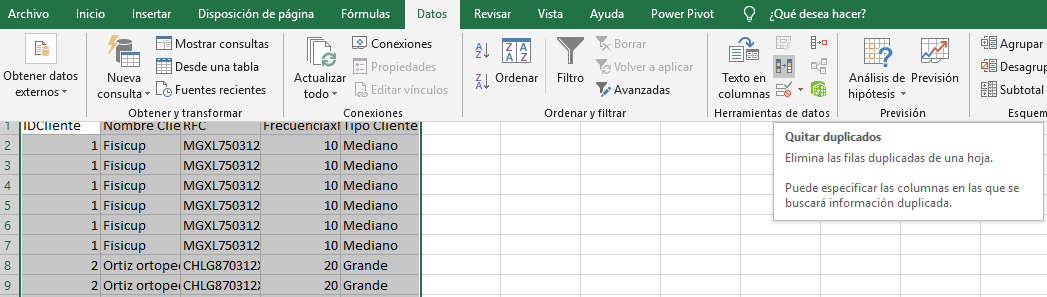 Archivo Inicio Insertar Disposición de página Fórmulas Datos Revisar Vista Ayuda Power Pivot ¿Qué desea hacer?
Obtener datos externos
Nueva consulta
Mostrar consultas
Desde una tabla
Fuentes recientes
Obtener y transformar
Actualizar todo
Conexiones
Propiedades
Editar vínculos
Conexiones
Ordenar
Filtro
Borrar
Volver a aplicar
Avanzadas
Ordenar y filtrar
Texto en columnas
Herramientas de datos
Análisis de hipótesis
Previsión
Previsión
Agrupar
Desagrup
Subtotal
Esquem
1 IDCliente Nombre Clie RFC Frecuenciaxl Tipo Cliente
2 1 Fisicup MGXL750312 10 Mediano
3 1 Fisicup MGXL750312 10 Mediano
4 1 Fisicup MGXL750312 10 Mediano
5 1 Fisicup MGXL750312 10 Mediano
6 1 Fisicup MGXL750312 10 Mediano
7 1 Fisicup MGXL750312 10 Mediano
8 2 Ortiz ortoped CHLG870312X 20 Grande
9 2 Ortiz ortoped CHLG870312X 20 Grande
Quitar duplicados
Elimina las filas duplicadas de una hoja.
Puede especificar las columnas en las que se
buscará información duplicada.